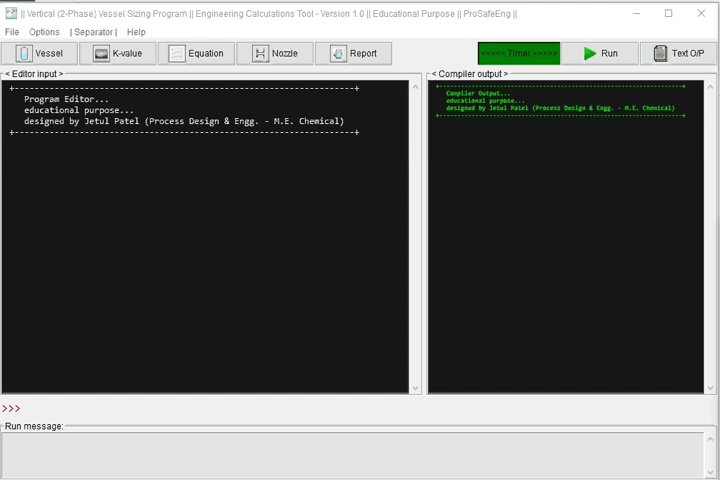 || Vertical (2-Phase) Vessel Sizing Program || Engineering Calculations Tool - Version 1.0 || Educational Purpose || ProSafeEng ||
File Options | Separator | Help
Vessel K-value Equation Nozzle Report <<<<< Timer >>>>> Run Text O/P
< Editor input > < Compiler output >
Program Editor...
educational purpose...
designed by Jetul Patel (Process Design & Engg. - M.E. Chemical)
Compiler Output...
educational purpose...
designed by Jetul Patel (Process Design & Engg. - M.E. Chemical)
>>>
Run message: